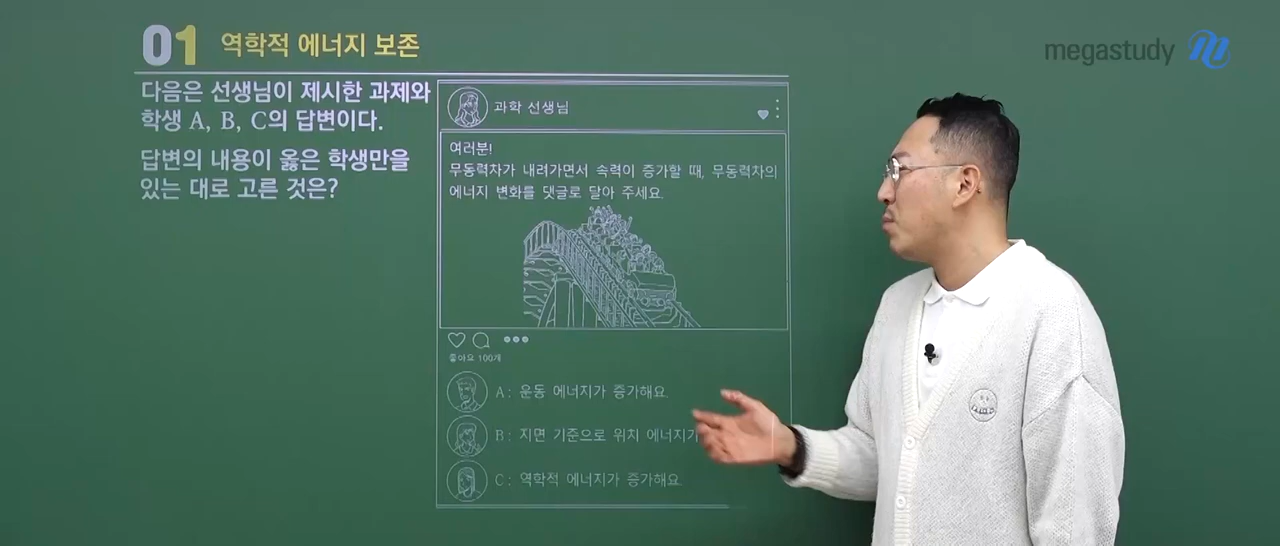 01 역학적 에너지 보존
megastudy
다음은 선생님이 제시한 과제와
학생 A, B, C의 답변이다.
답변의 내용이 옳은 학생만을
있는 대로 고른 것은?
과학 선생님
여러분!
무동력차가 내려가면서 속력이 증가할 때, 무동력차의
에너지 변화를 댓글로 달아 주세요.
좋아요 100개
A : 운동 에너지가 증가해요.
B : 지면 기준으로 위치 에너지가
C : 역학적 에너지가 증가해요.